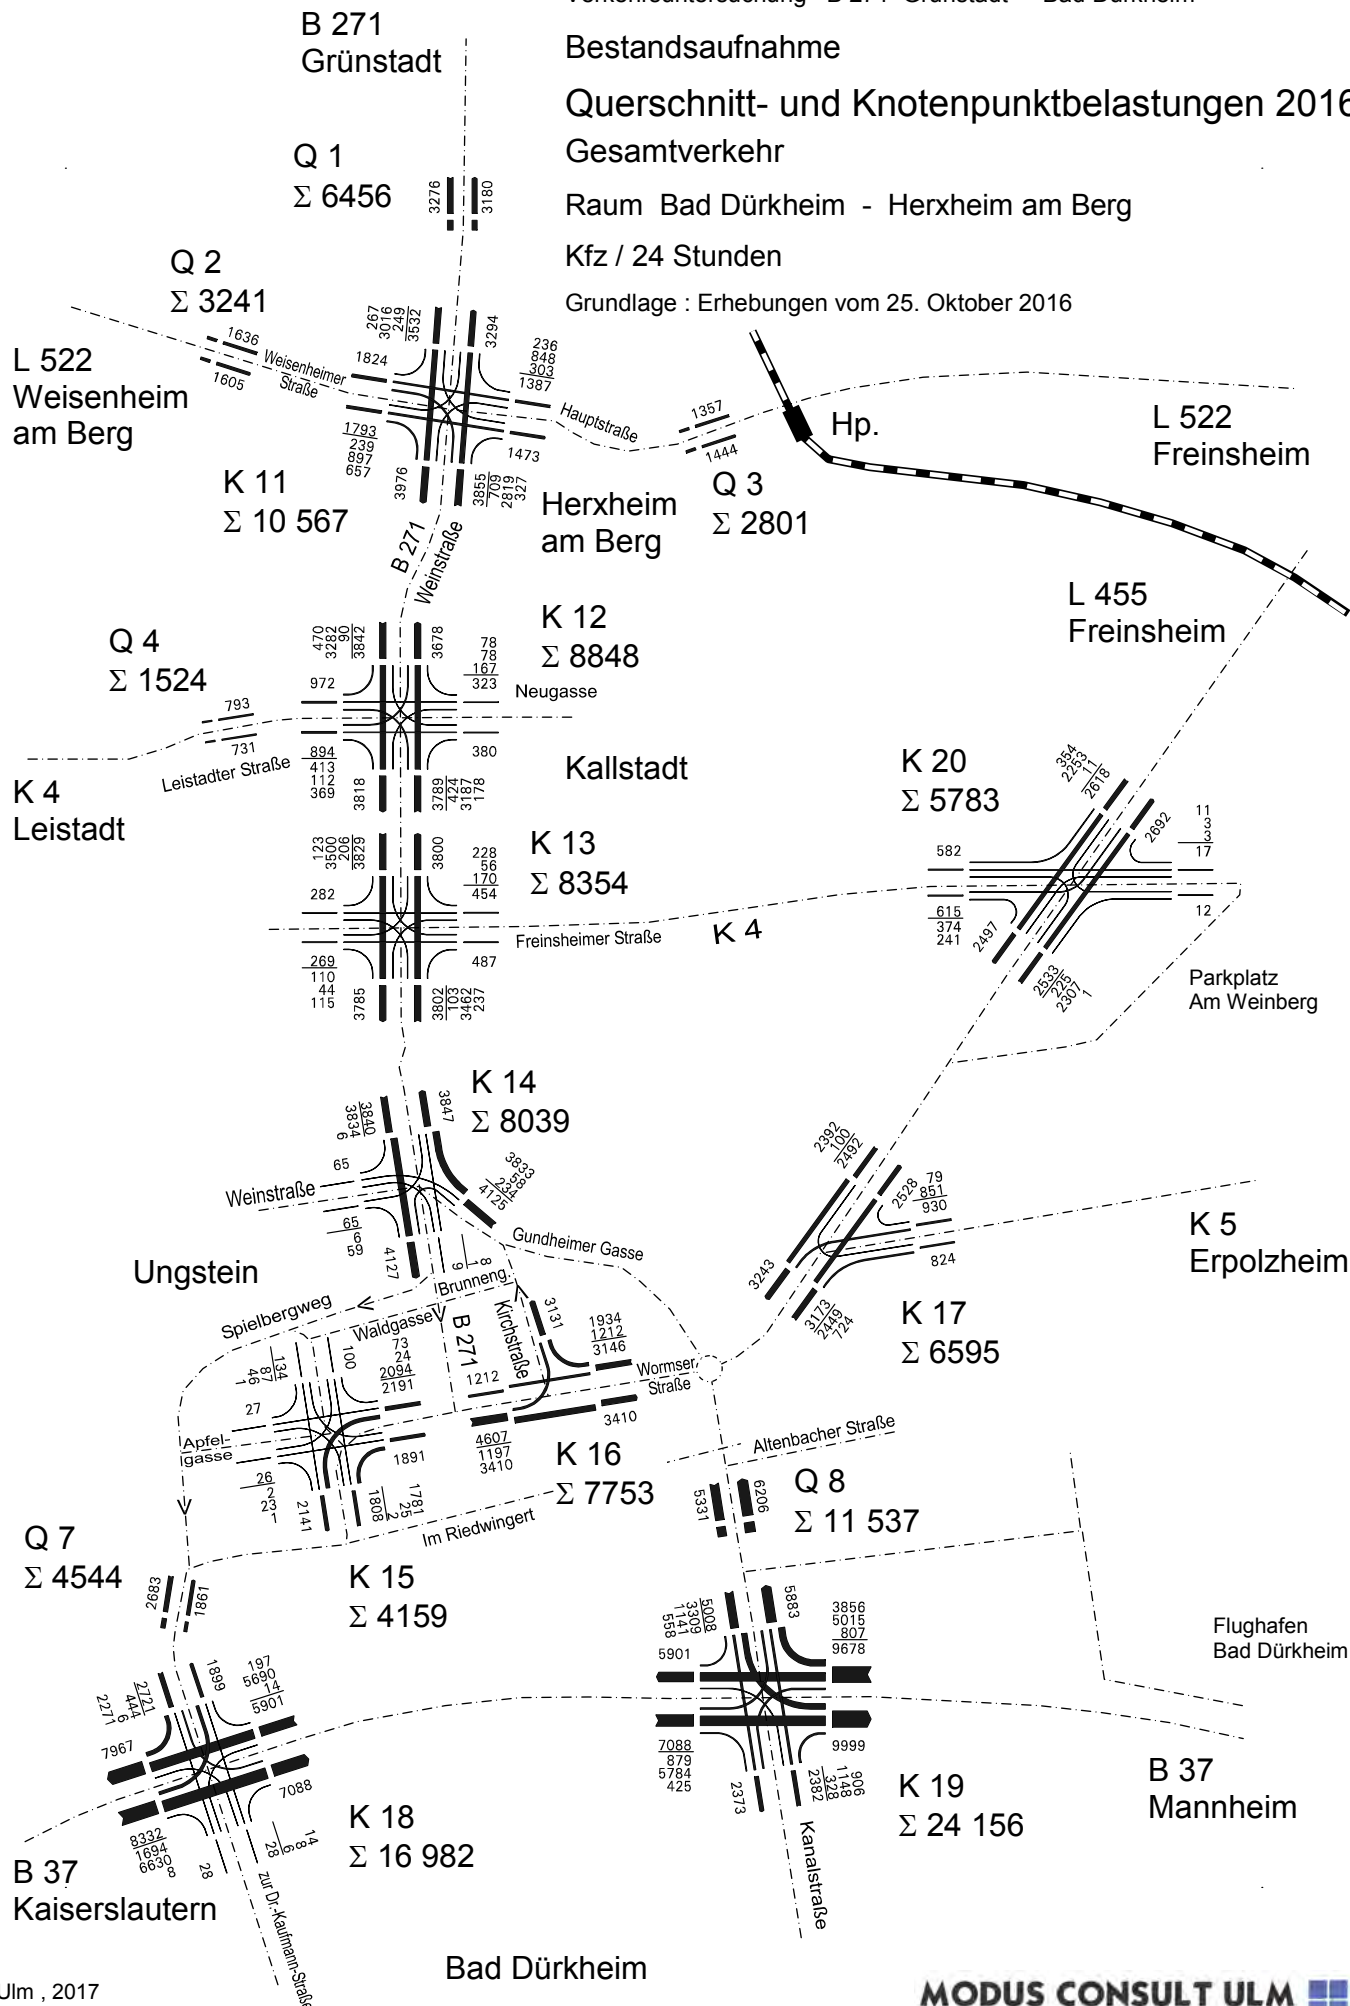 B 271
Grünstadt
Bestandsaufnahme
Querschnitt- und Knotenpunktbelastungen 2016
Gesamtverkehr
Raum Bad Dürkheim - Herxheim am Berg
Kfz / 24 Stunden
Grundlage : Erhebungen vom 25. Oktober 2016
Q 1
Σ 6456
3276
3180
Q 2
Σ 3241
1636
1605
Weisenheimer
Straße
L 522
Weisenheim
am Berg
267
3016
249
3532
3294
1824
236
848
303
1387
1793
239
897
657
3976
3855
709
2819
327
1473
K 11
Σ 10 567
Hauptstraße
1357
1444
Q 3
Σ 2801
Hp.
L 522
Freinsheim
Herxheim
am Berg
B 271
Weinstraße
L 455
Freinsheim
K 12
Σ 8848
Q 4
Σ 1524
793
731
Leistadter Straße
K 4
Leistadt
470
3282
90
3842
3678
972
78
78
167
323
Neugasse
894
413
112
369
3818
3789
424
3187
178
380
Kallstadt
K 13
Σ 8354
123
3500
206
3829
3800
282
228
56
170
454
269
110
44
115
3785
3802
103
3462
237
487
Freinsheimer Straße
K 4
K 20
Σ 5783
354
2253
11
2618
2692
11
3
3
17
582
615
374
241
2497
2533
225
2307
1
12
Parkplatz
Am Weinberg
K 14
Σ 8039
3840
3834
6
3847
65
3833
58
234
4125
Weinstraße
65
6
59
4127
9
8
1
Gundheimer Gasse
Ungstein
Brunneng.
Spielbergweg
Waldgasse
B 271
Kirchstraße
2392
100
2492
2528
79
851
930
3243
3173
2449
724
824
K 5
Erpolzheim
K 17
Σ 6595
3131
1934
1212
3146
1212
Wormser
Straße
4607
1197
3410
3410
K 16
Σ 7753
134
87
46
1
100
73
24
2094
2191
27
Apfel-
gasse
26
2
23
1
2141
1808
2
25
1781
1891
Im Riedwingert
K 15
Σ 4159
Altenbacher Straße
5331
6206
Q 8
Σ 11 537
Q 7
Σ 4544
2683
1861
Flughafen
Bad Dürkheim
5008
3309
1141
558
5883
3856
5015
807
9678
5901
7088
879
5784
425
2373
2382
328
1148
906
9999
K 19
Σ 24 156
Kanalstraße
B 37
Mannheim
2721
444
6
2271
1899
197
5690
14
5901
7967
8332
1694
6630
8
28
28
6
8
14
7088
K 18
Σ 16 982
zur Dr.-Kaufmann-Straße
B 37
Kaiserslautern
Bad Dürkheim
Ulm , 2017
MODUS CONSULT ULM